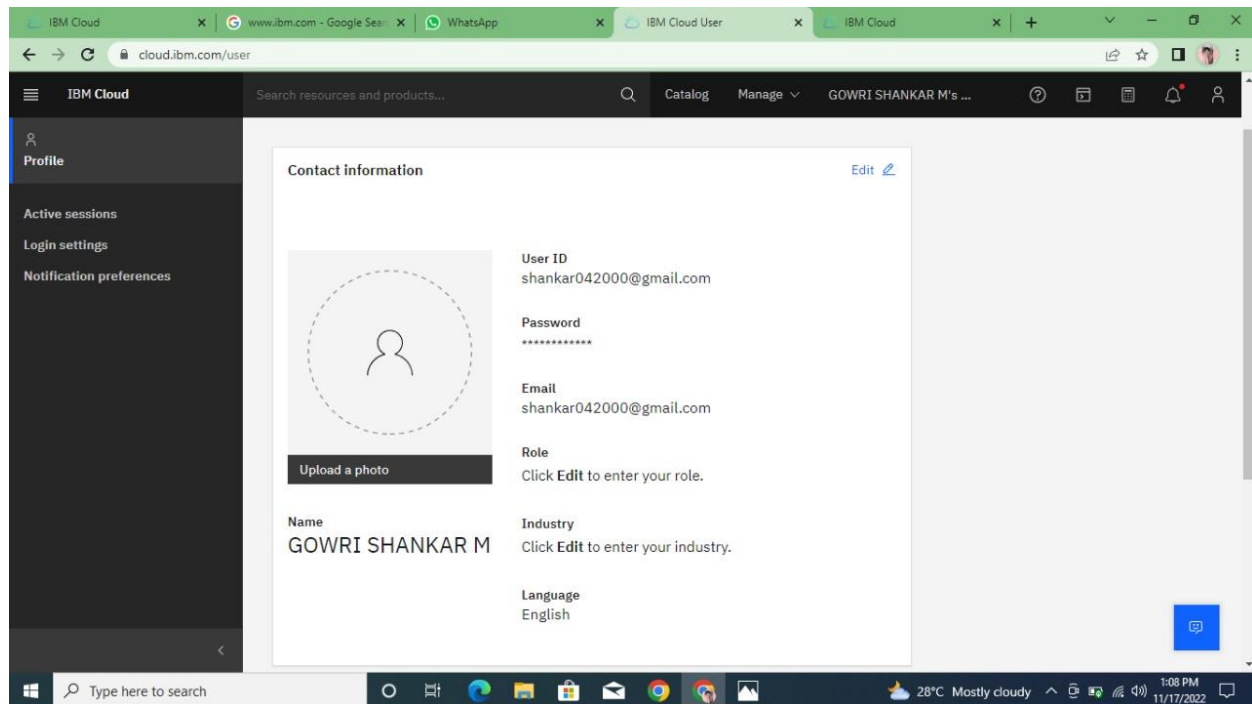 IBM Cloud
www.ibm.com - Google Sear
WhatsApp
IBM Cloud User
IBM Cloud
cloud.ibm.com/user
IBM Cloud
Search resources and products...
Catalog
Manage
GOWRI SHANKAR M's ...
Profile
Active sessions
Login settings
Notification preferences
Contact information
Edit
Upload a photo
Name
GOWRI SHANKAR M
User ID
shankar042000@gmail.com
Password
************
Email
shankar042000@gmail.com
Role
Click Edit to enter your role.
Industry
Click Edit to enter your industry.
Language
English
Type here to search
28°C Mostly cloudy
1:08 PM
11/17/2022